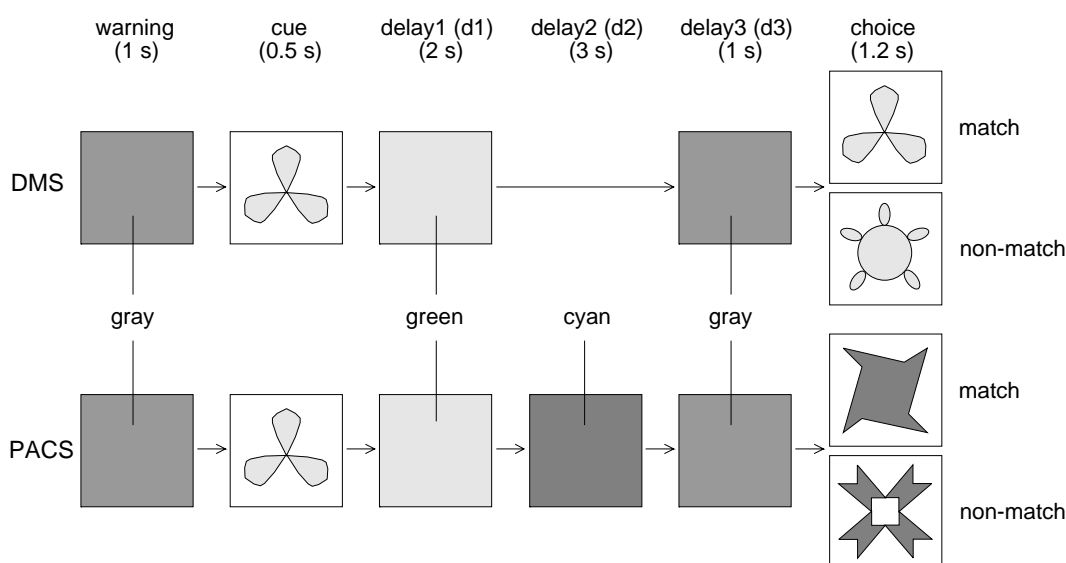 warning
(1 s)
cue
(0.5 s)
delay1 (d1)
(2 s)
delay2 (d2)
(3 s)
delay3 (d3)
(1 s)
choice
(1.2 s)
DMS
match
non-match
gray
green
cyan
gray
PACS
match
non-match